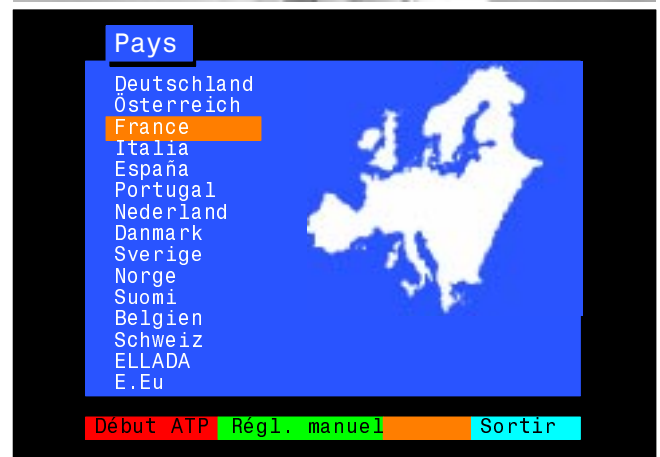 Pays
Deutschland
Österreich
France
Italia
España
Portugal
Nederland
Danmark
Sverige
Norge
Suomi
Belgien
Schweiz
ELLADA
E.Eu
Début ATP Régl. manuel Sortir